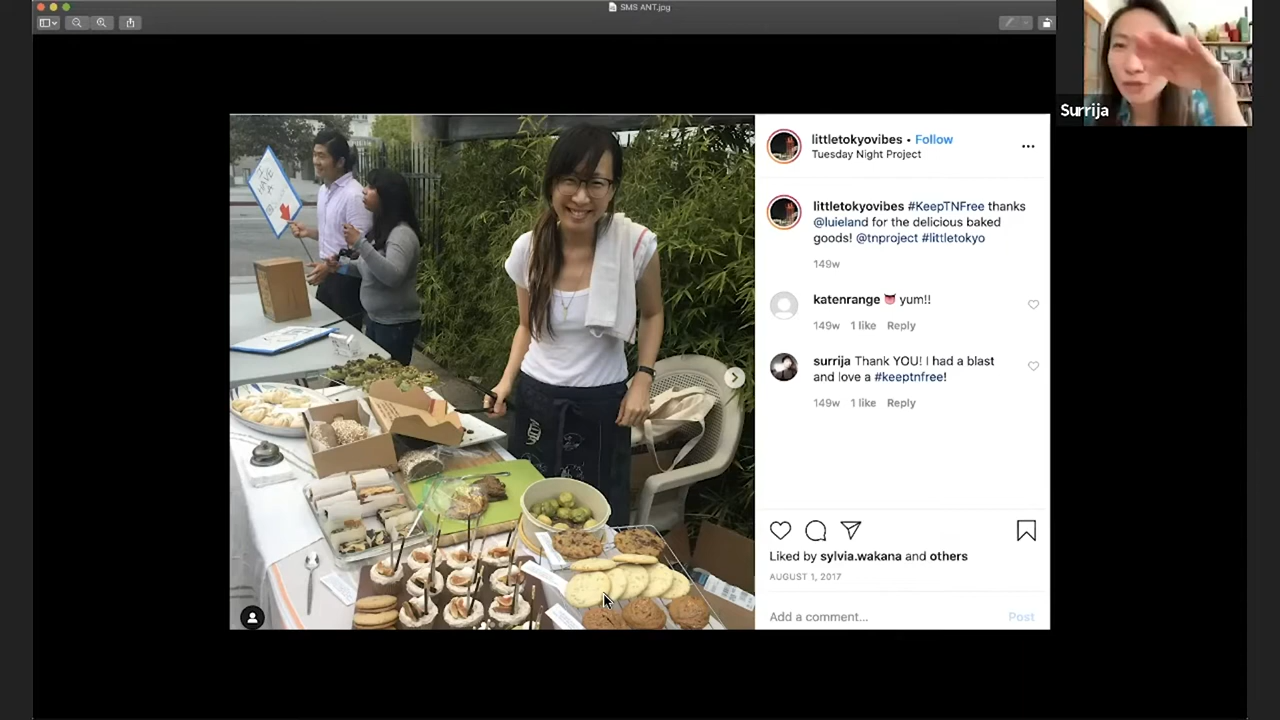 SMS ANT.jpg
Surrija
littletokyovibes • Follow
Tuesday Night Project
littletokyovibes #KeepTNFree thanks
@luieland for the delicious baked
goods! @tnproject #littletokyo
149w
katenrange 👅 yum!!
149w 1 like Reply
surrija Thank YOU! I had a blast
and love a #keeptnfree!
149w 1 like Reply
I
HAVE
A
Liked by sylvia.wakana and others
AUGUST 1, 2017
Add a comment... Post